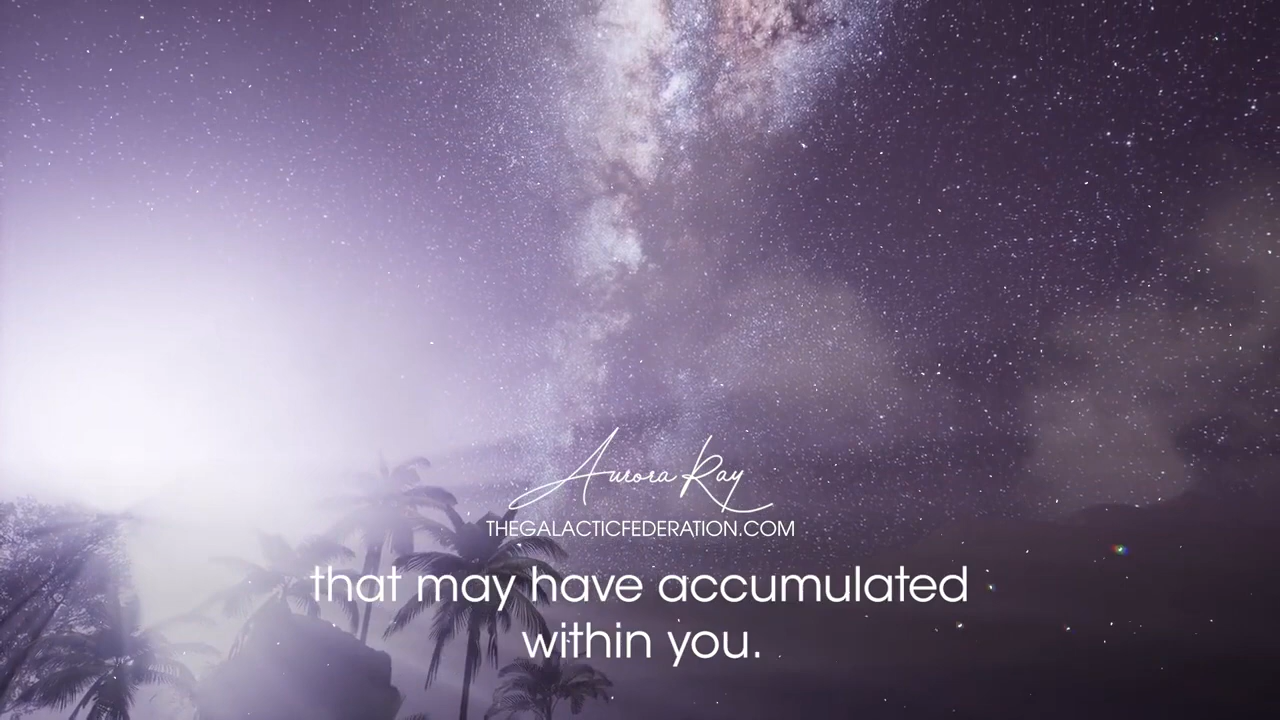 Aurora Ray
THEGALACTICFEDERATION.COM
that may have accumulated
within you.